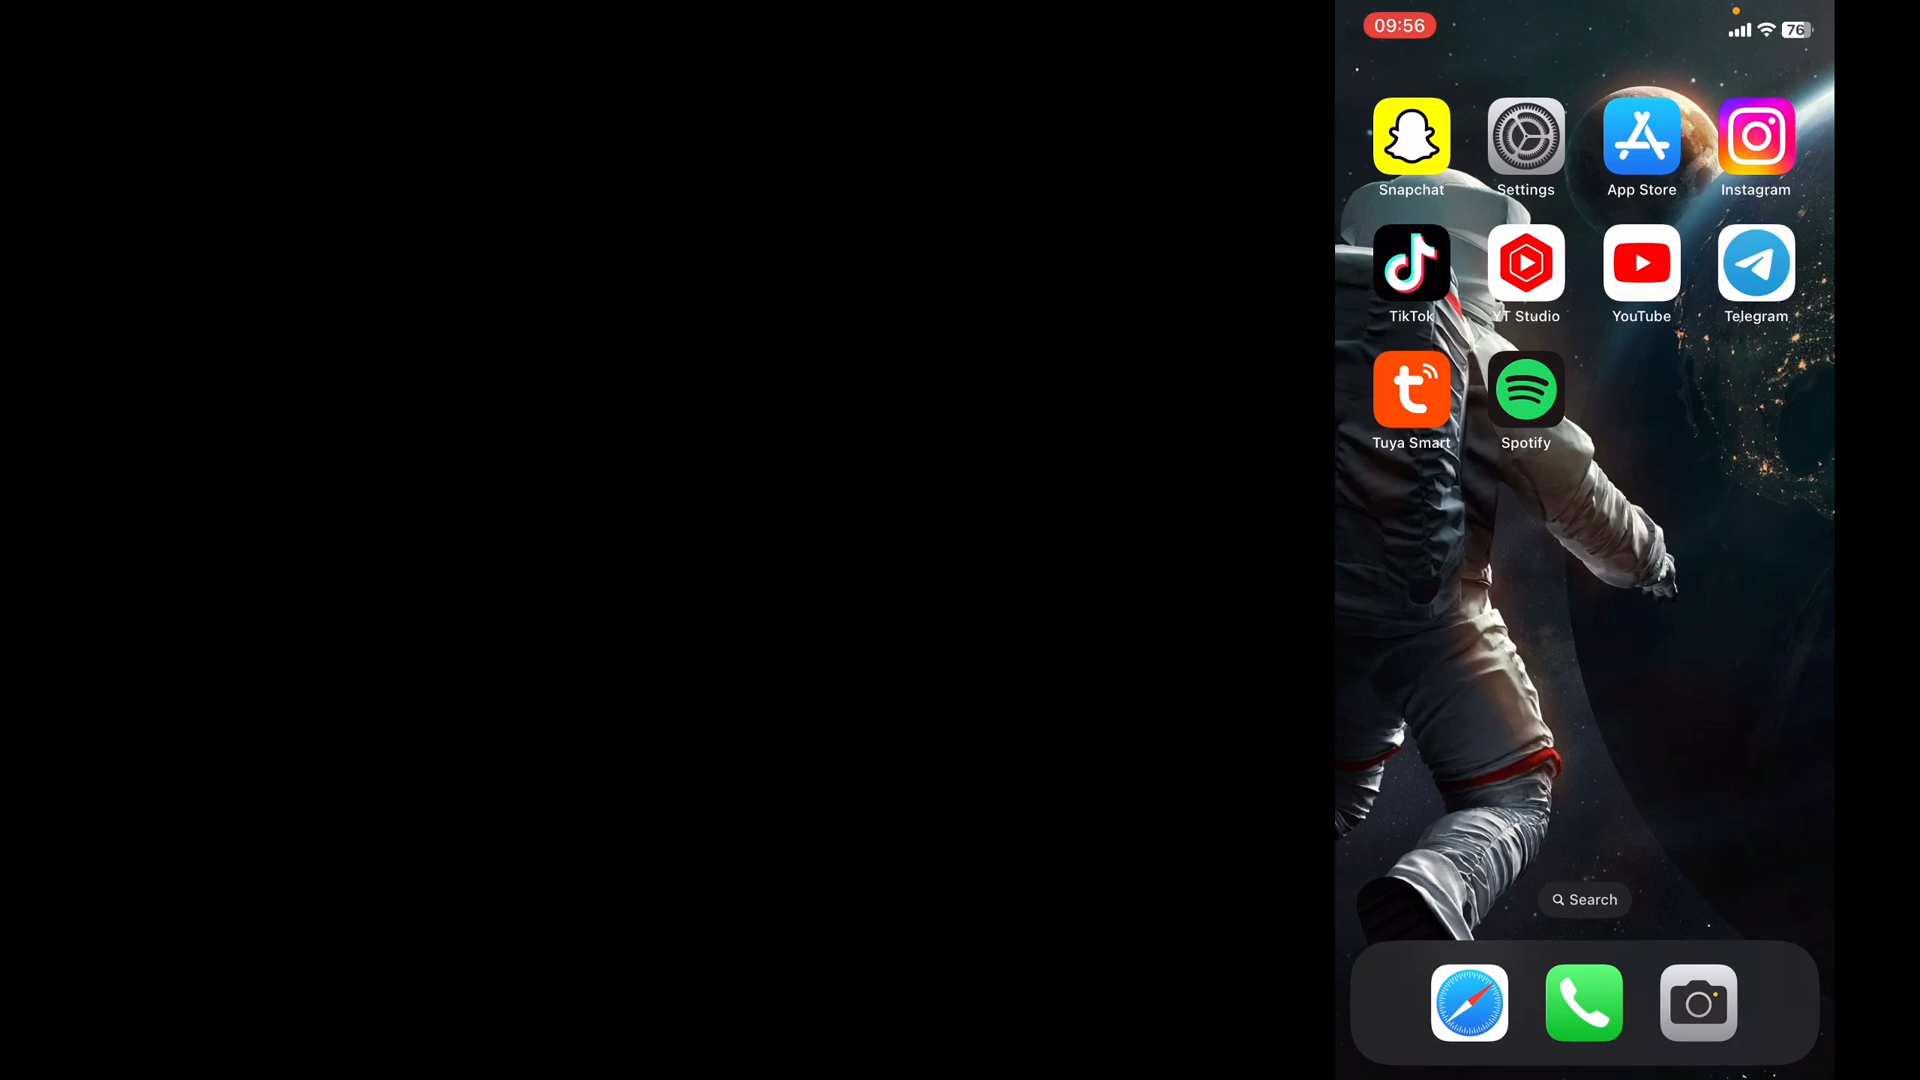 09:56
76
Snapchat Settings App Store Instagram
TikTok YT Studio YouTube Telegram
Tuya Smart Spotify
Search